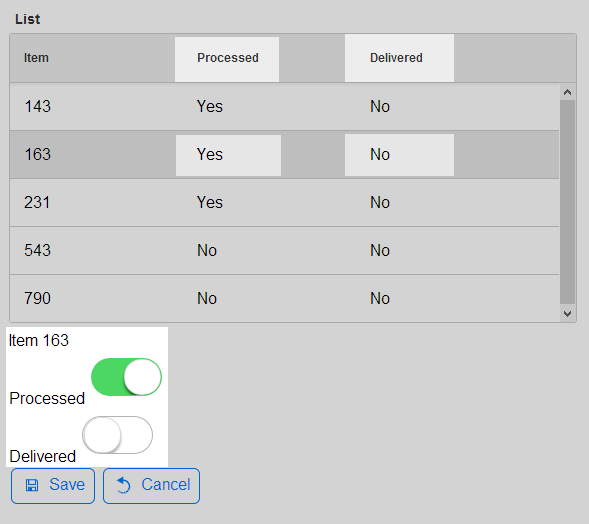 List
Item Processed Delivered
143 Yes No
163 Yes No
231 Yes No
543 No No
790 No No
Item 163
Processed
Delivered
Save Cancel